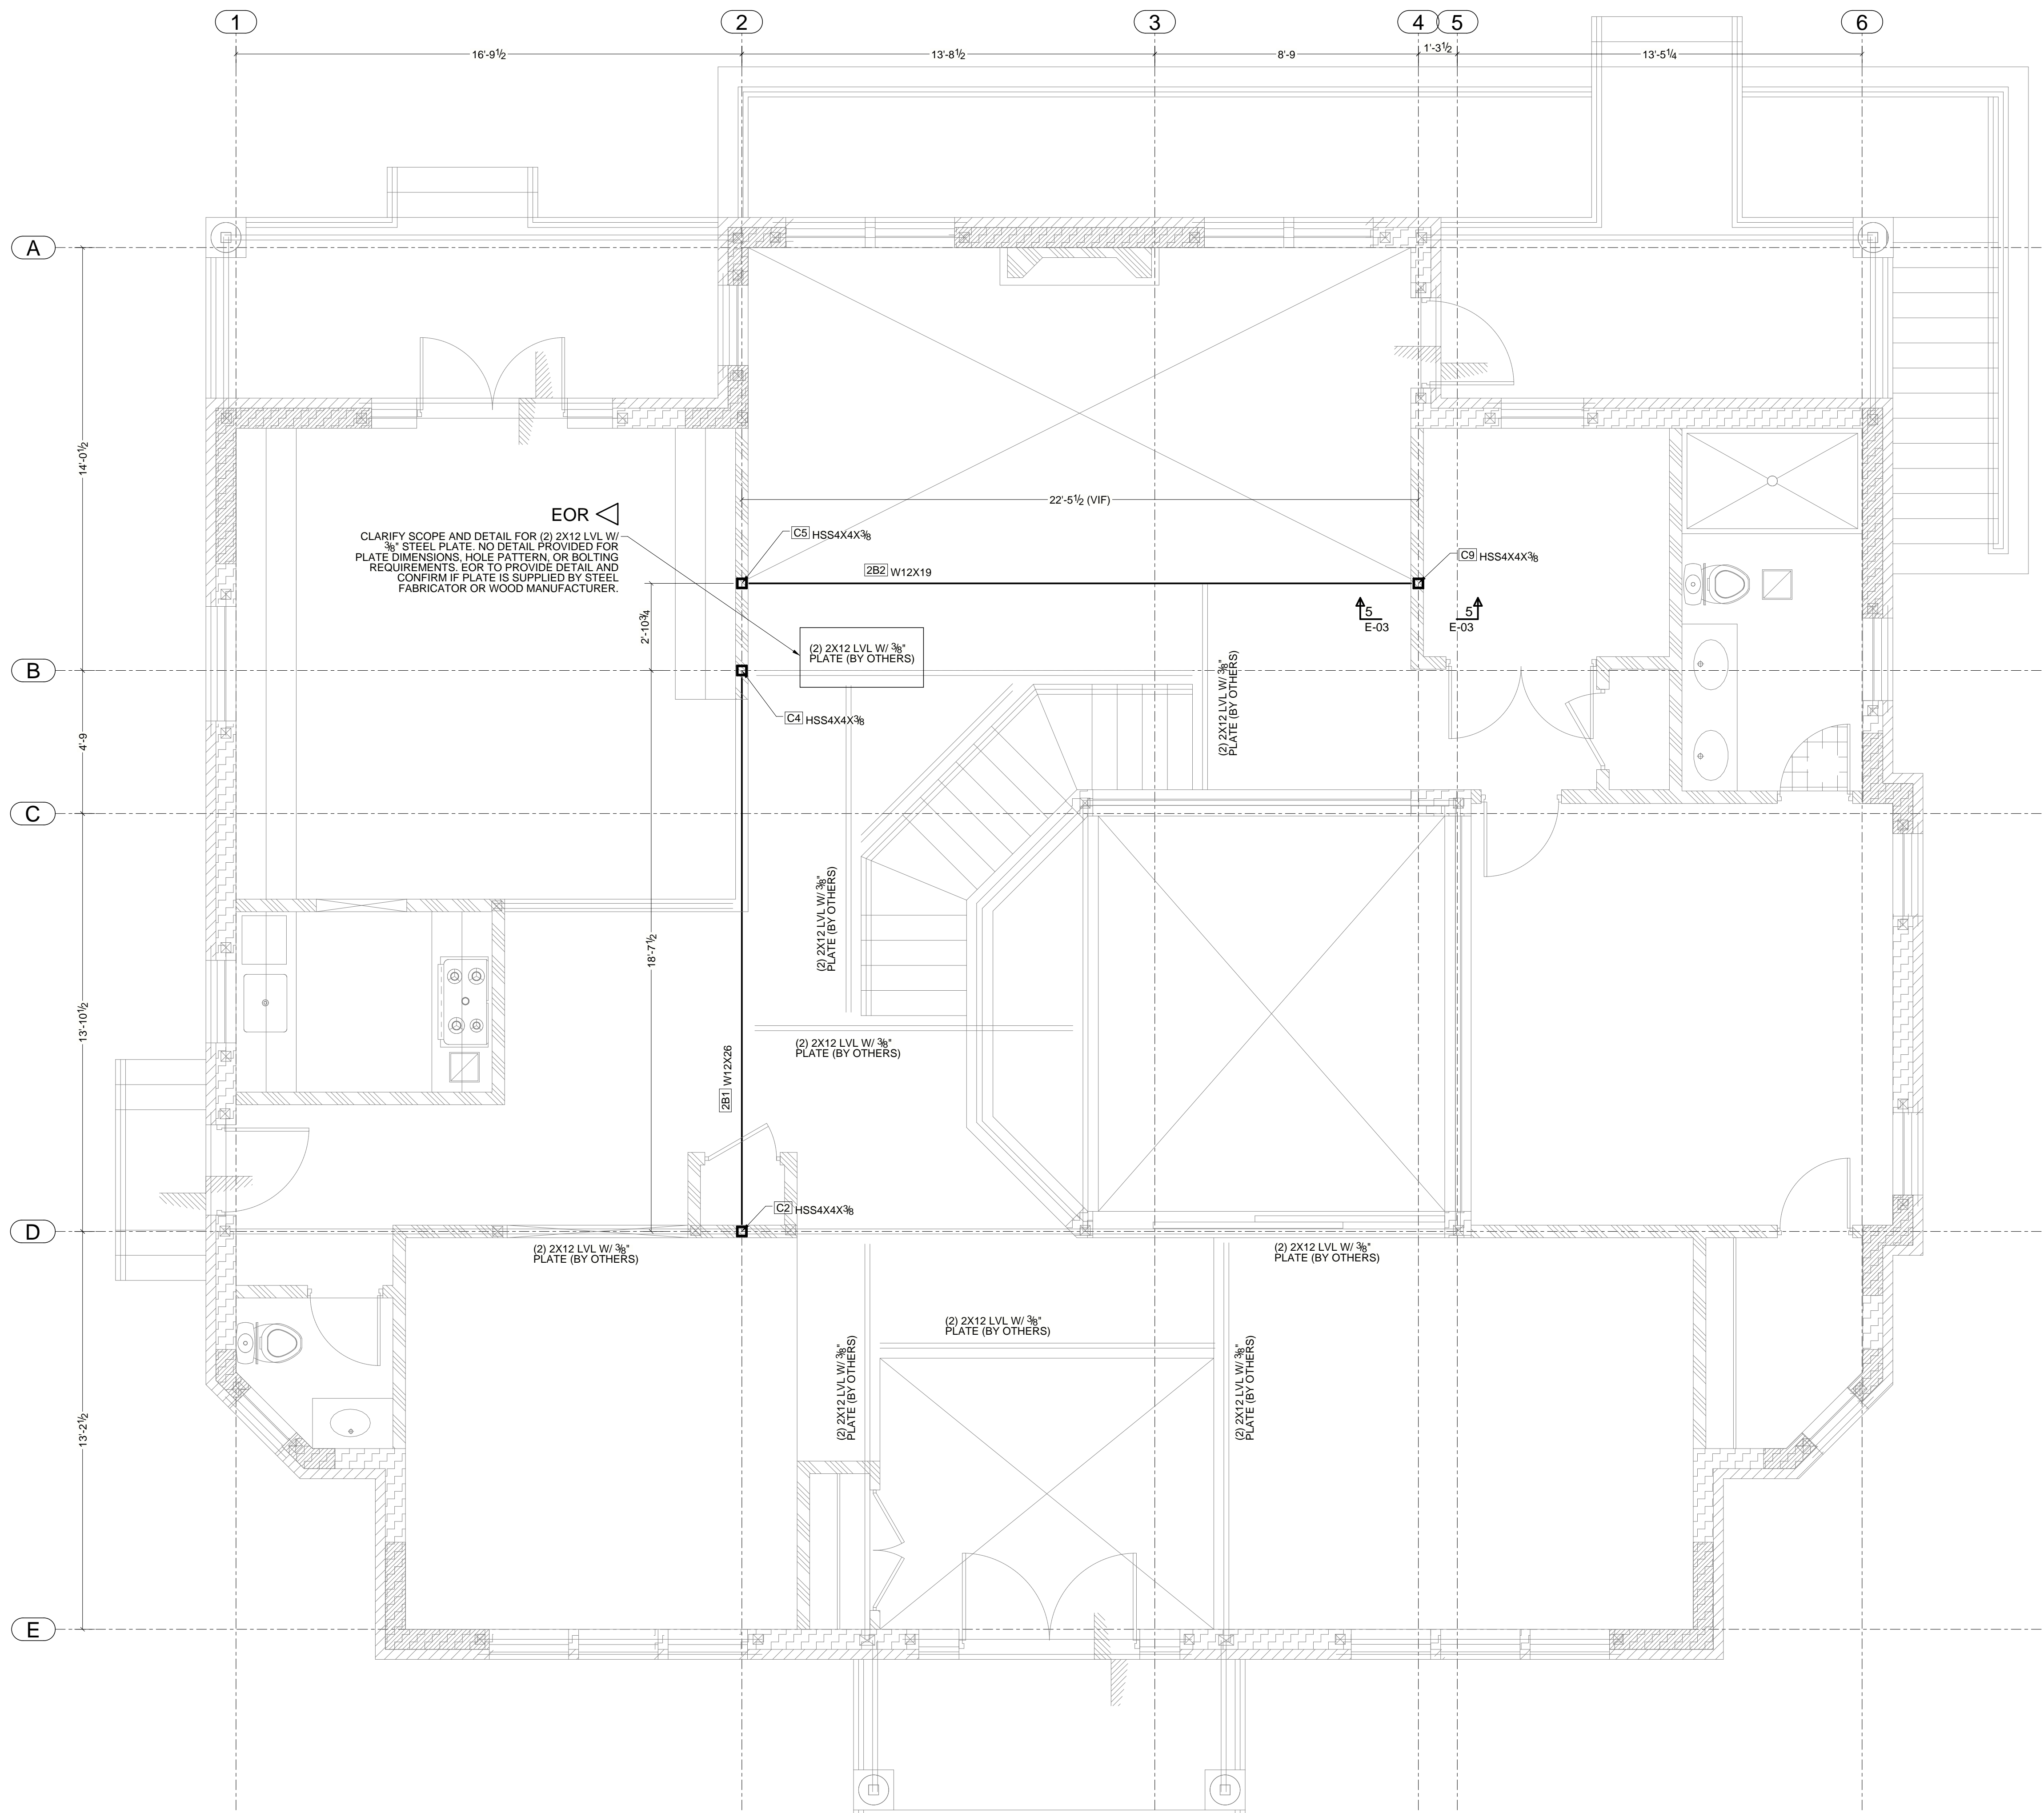 1
2
3
4
5
6
16'-9½
13'-8½
8'-9
1'-3½
13'-5¼
A
14'-0½
22'-5½ (VIF)
EOR
CLARIFY SCOPE AND DETAIL FOR (2) 2X12 LVL W/
⅜" STEEL PLATE. NO DETAIL PROVIDED FOR
PLATE DIMENSIONS, HOLE PATTERN, OR BOLTING
REQUIREMENTS. EOR TO PROVIDE DETAIL AND
CONFIRM IF PLATE IS SUPPLIED BY STEEL
FABRICATOR OR WOOD MANUFACTURER.
C5 HSS4X4X⅜
C9 HSS4X4X⅜
2B2 W12X19
5
E-03
5
E-03
2'-10¾
(2) 2X12 LVL W/ ⅜"
PLATE (BY OTHERS)
B
(2) 2X12 LVL W/ ⅜"
PLATE (BY OTHERS)
C4 HSS4X4X⅜
4'-9
C
(2) 2X12 LVL W/ ⅜"
PLATE (BY OTHERS)
18'-7½
13'-10½
(2) 2X12 LVL W/ ⅜"
PLATE (BY OTHERS)
2B1 W12X26
C2 HSS4X4X⅜
D
(2) 2X12 LVL W/ ⅜"
PLATE (BY OTHERS)
(2) 2X12 LVL W/ ⅜"
PLATE (BY OTHERS)
(2) 2X12 LVL W/ ⅜"
PLATE (BY OTHERS)
(2) 2X12 LVL W/ ⅜"
PLATE (BY OTHERS)
(2) 2X12 LVL W/ ⅜"
PLATE (BY OTHERS)
13'-2½
E